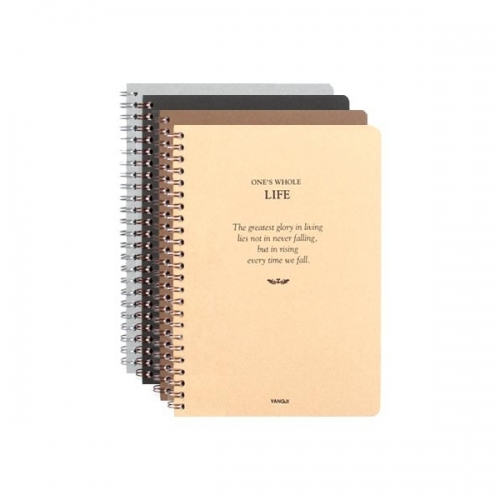 ONE'S WHOLE
LIFE
The greatest glory in living
lies not in never falling,
but in rising
every time we fall.
YANGJI